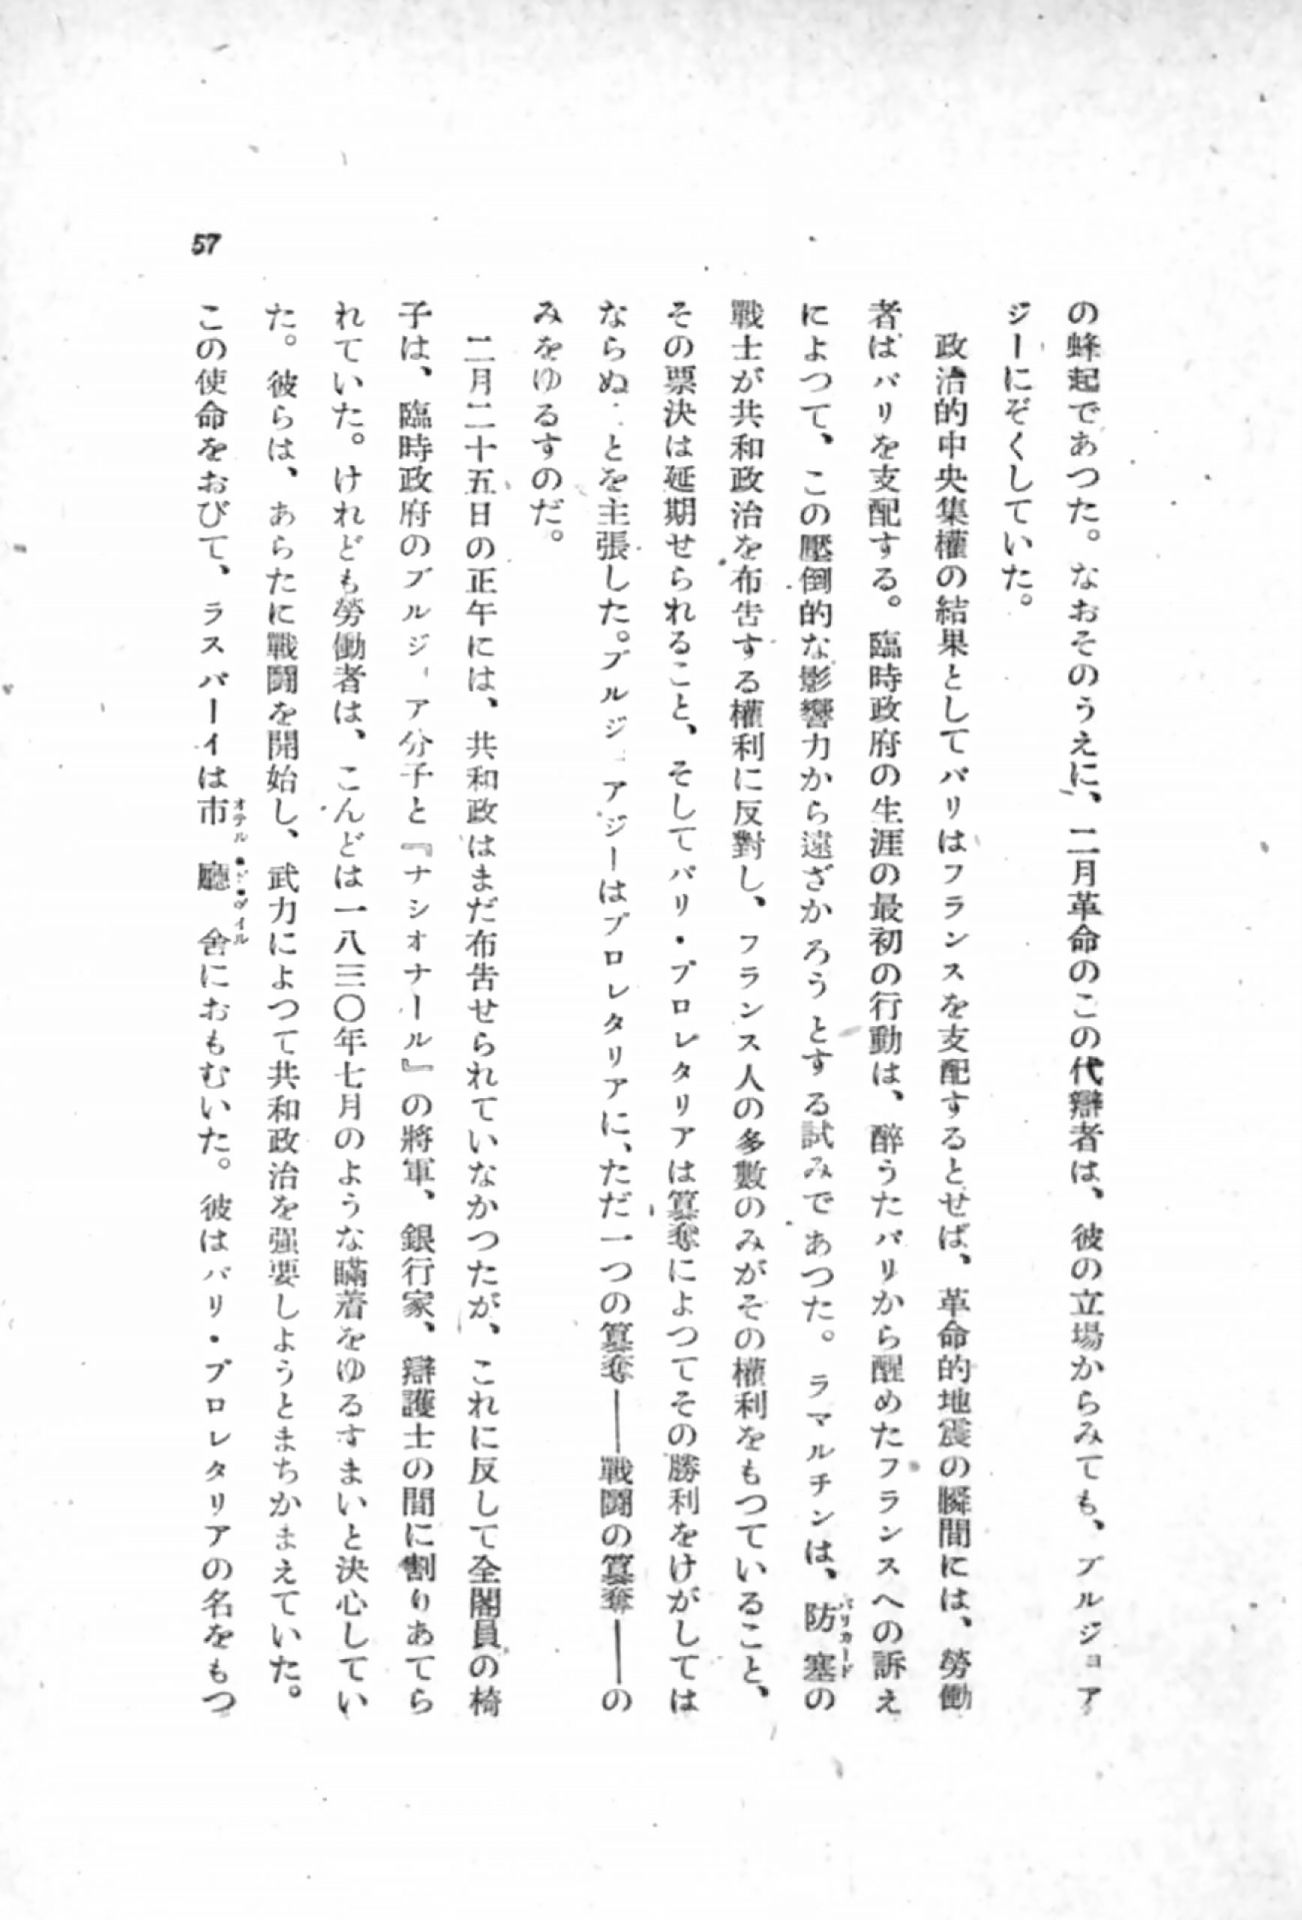 の蜂起であつた。なおそのうえに、二月革命のこの代辯者は、彼の立場からみても、ブルジョア
ジーにぞくしていた。
政治的中央集權の結果としてパリはフランスを支配するとせば、革命的地震の瞬間には、勞働
者はパリを支配する。臨時政府の生涯の最初の行動は、醉うたパリから醒めたフランスへの訴え
によつて、この壓倒的な影響力から遠ざかろうとする試みであつた。ラマルチンは、防塞の
バリカード
戰士が共和政治を布告する權利に反對し、フランス人の多數のみがその權利をもつていること、
その票決は延期せられること、そしてパリ・プロレタリアは簒奪によつてその勝利をけがしては
ならぬ とを主張した。ブルジ アジーはプロレタリアに、ただ一つの簒奪——戰闘の簒奪——の
みをゆるすのだ。
二月二十五日の正午には、共和政はまだ布告せられていなかつたが、これに反して全閣員の椅
子は、臨時政府のブルジ ア分子と『ナシオナール』の將軍、銀行家、辯護士の間に割りあてら
れていた。けれども勞働者は、こんどは一八三〇年七月のような瞞着をゆるすまいと決心してい
た。彼らは、あらたに戰闘を開始し、武力によつて共和政治を强要しようとまちかまえていた。
この使命をおびて、ラスパーイは市廳舍におもむいた。彼はパリ・プロレタリアの名をもつ
オテル・ド・ヴイル
57